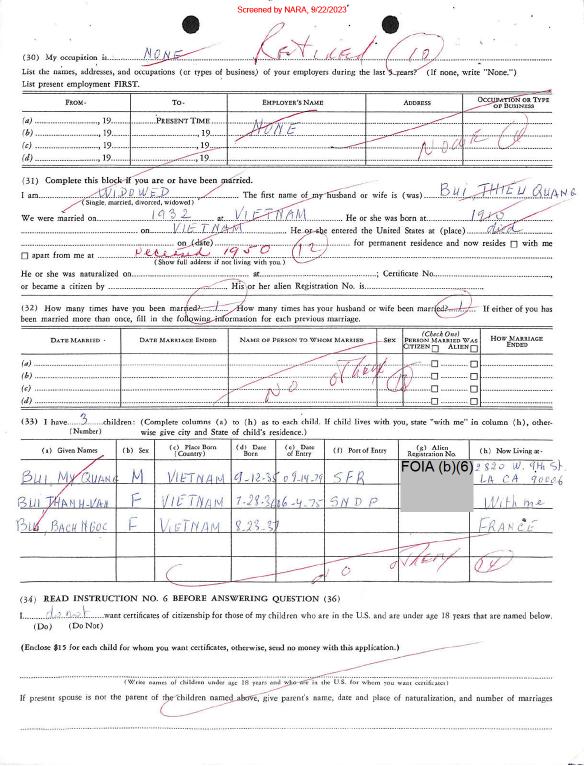 Screened by NARA, 9/22/2023
(30) My occupation is NONE Retired (10)
List the names, addresses, and occupations (or types of business) of your employers during the last 5 years? (If none, write "None.")
List present employment FIRST.
FROM- TO- EMPLOYER'S NAME ADDRESS OCCUPATION OR TYPE OF BUSINESS
(a) , 19 PRESENT TIME
(b) , 19 , 19 NONE
(c) , 19 , 19 NONE
(d) , 19 , 19
(31) Complete this block if you are or have been married.
I am WIDOWED The first name of my husband or wife is (was) BUI, THIEU QUANG
(Single, married, divorced, widowed)
We were married on 1932 at VIETNAM He or she was born at 1910
VIETNAM on He or she entered the United States at (place) died
on (date) for permanent residence and now resides □ with me
□ apart from me at deceased 1950 (12)
(Show full address if not living with you.)
He or she was naturalized on at ; Certificate No.
or became a citizen by His or her alien Registration No. is
(32) How many times have you been married? 1 How many times has your husband or wife been married? 1 If either of you has
been married more than once, fill in the following information for each previous marriage.
DATE MARRIED DATE MARRIAGE ENDED NAME OF PERSON TO WHOM MARRIED SEX (Check One) PERSON MARRIED WAS CITIZEN □ ALIEN □ HOW MARRIAGE ENDED
(a) □ □
(b) □ □
(c) □ □
(d) □ □
NO other
(33) I have 3 children: (Complete columns (a) to (h) as to each child. If child lives with you, state "with me" in column (h), other-
(Number) wise give city and State of child's residence.)
(a) Given Names (b) Sex (c) Place Born (Country) (d) Date Born (e) Date of Entry (f) Port of Entry (g) Alien Registration No. (h) Now Living at-
BUI, MY QUANG M VIETNAM 9-12-35 09-14-79 SFR FOIA (b)(6) 2820 W. 9th St.
LA CA 90006
BUI THANH-VAN F VIETNAM 7-28-36 6-4-75 SNDP With me
BUI, BACH NGOC F VIETNAM 8-23-37 FRANCE
NO other
(34) READ INSTRUCTION NO. 6 BEFORE ANSWERING QUESTION (36)
I do not want certificates of citizenship for those of my children who are in the U.S. and are under age 18 years that are named below.
(Do) (Do Not)
(Enclose $15 for each child for whom you want certificates, otherwise, send no money with this application.)
(Write names of children under age 18 years and who are in the U.S. for whom you want certificates)
If present spouse is not the parent of the children named above, give parent's name, date and place of naturalization, and number of marriages